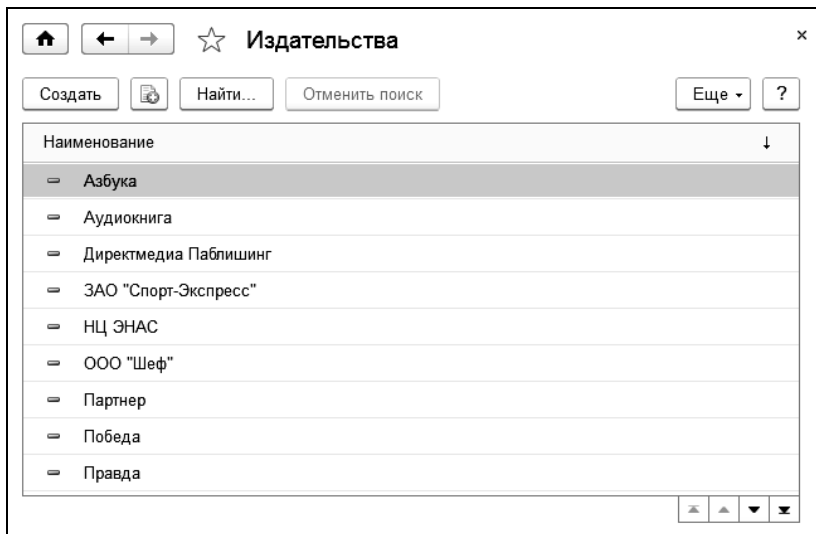 Издательства
Создать Найти... Отменить поиск Еще ?
Наименование
Азбука
Аудиокнига
Директмедиа Паблишинг
ЗАО "Спорт-Экспресс"
НЦ ЭНАС
ООО "Шеф"
Партнер
Победа
Правда